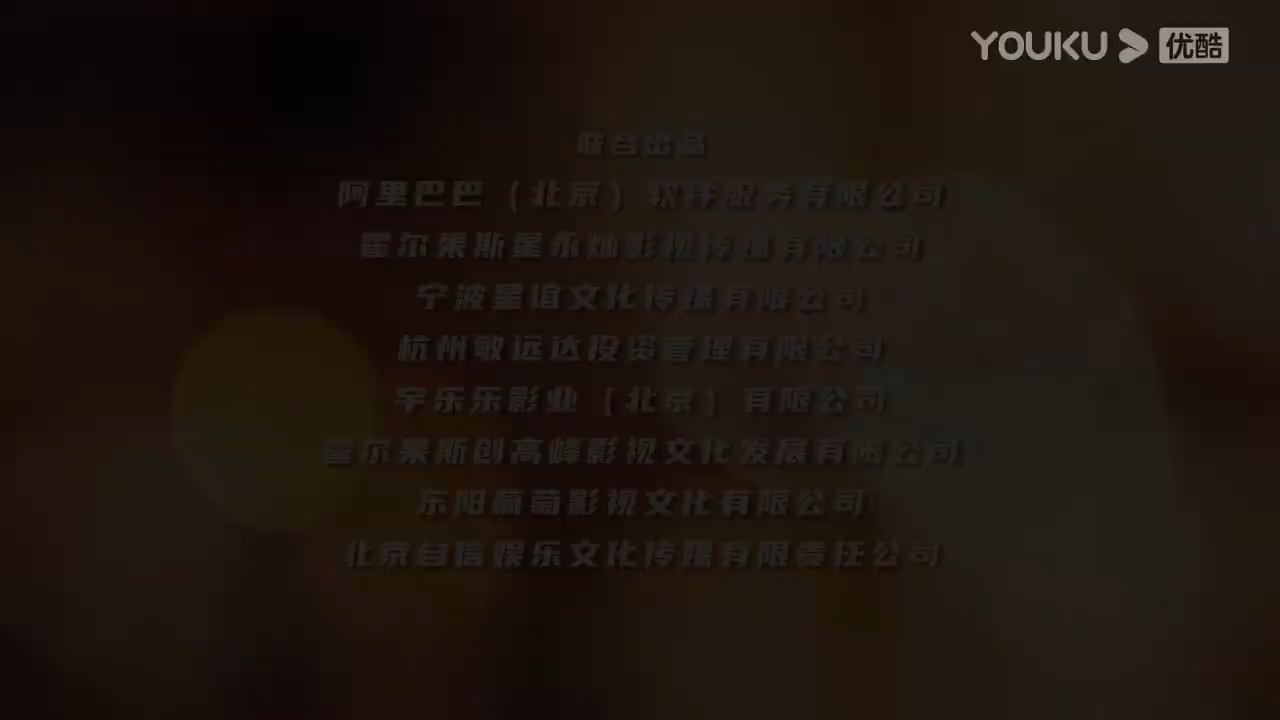 YOUKU 优酷
联合出品
阿里巴巴（北京）软件服务有限公司
霍尔果斯星永灿影视传媒有限公司
宁波星谊文化传媒有限公司
杭州敏远达投资管理有限公司
宇乐乐影业（北京）有限公司
霍尔果斯创高峰影视文化发展有限公司
东阳葡萄影视文化有限公司
北京自信娱乐文化传媒有限责任公司